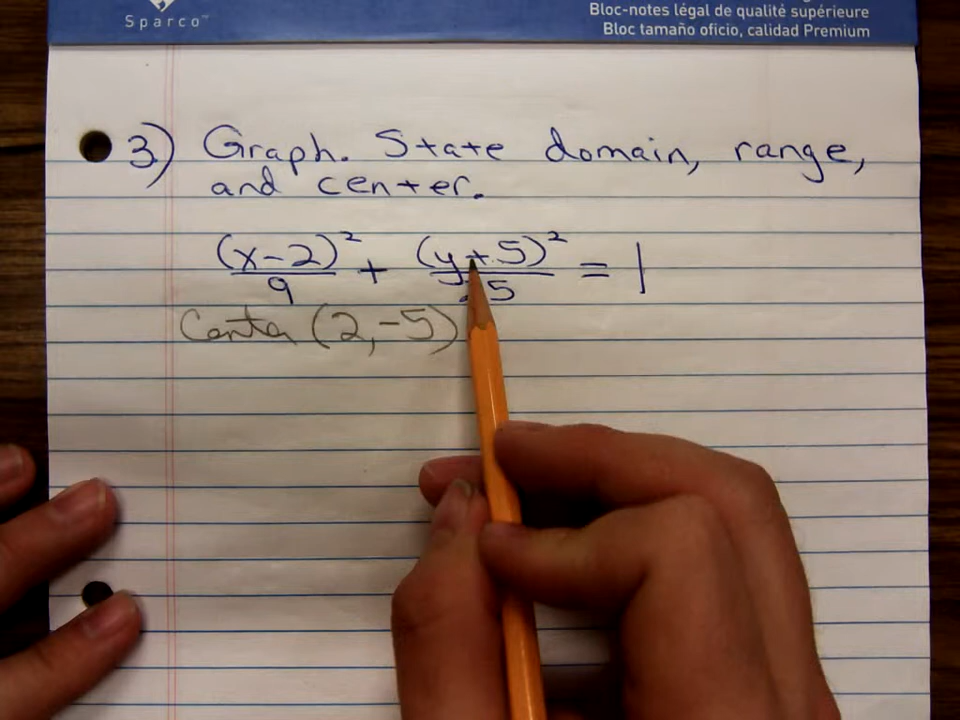 Sparco™
Bloc-notes légal de qualité supérieure
Bloc tamaño oficio, calidad Premium
3) Graph. State domain, range,
and center.
(x-2)²/9 + (y+5)²/25 = 1
Center (2,-5)